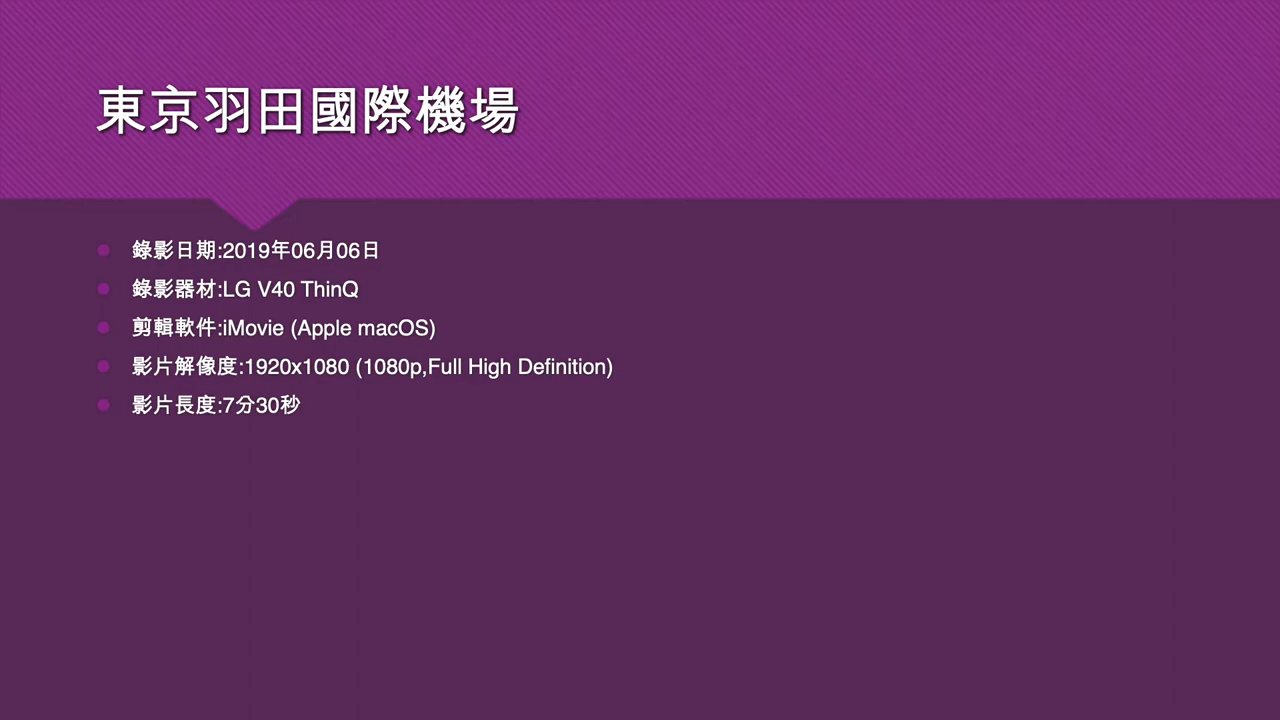 東京羽田國際機場
錄影日期:2019年06月06日
錄影器材:LG V40 ThinQ
剪輯軟件:iMovie (Apple macOS)
影片解像度:1920x1080 (1080p,Full High Definition)
影片長度:7分30秒